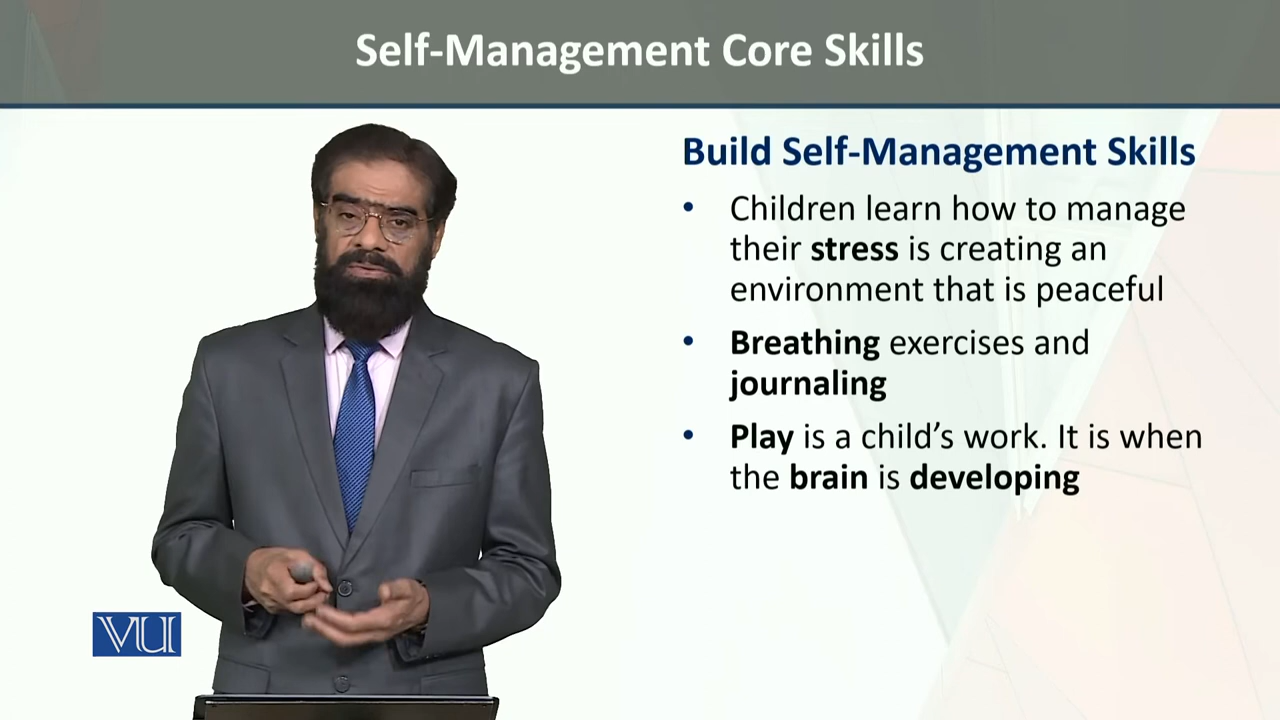 Self-Management Core Skills
Build Self-Management Skills
• Children learn how to manage
their stress is creating an
environment that is peaceful
• Breathing exercises and
journaling
• Play is a child’s work. It is when
the brain is developing
VU